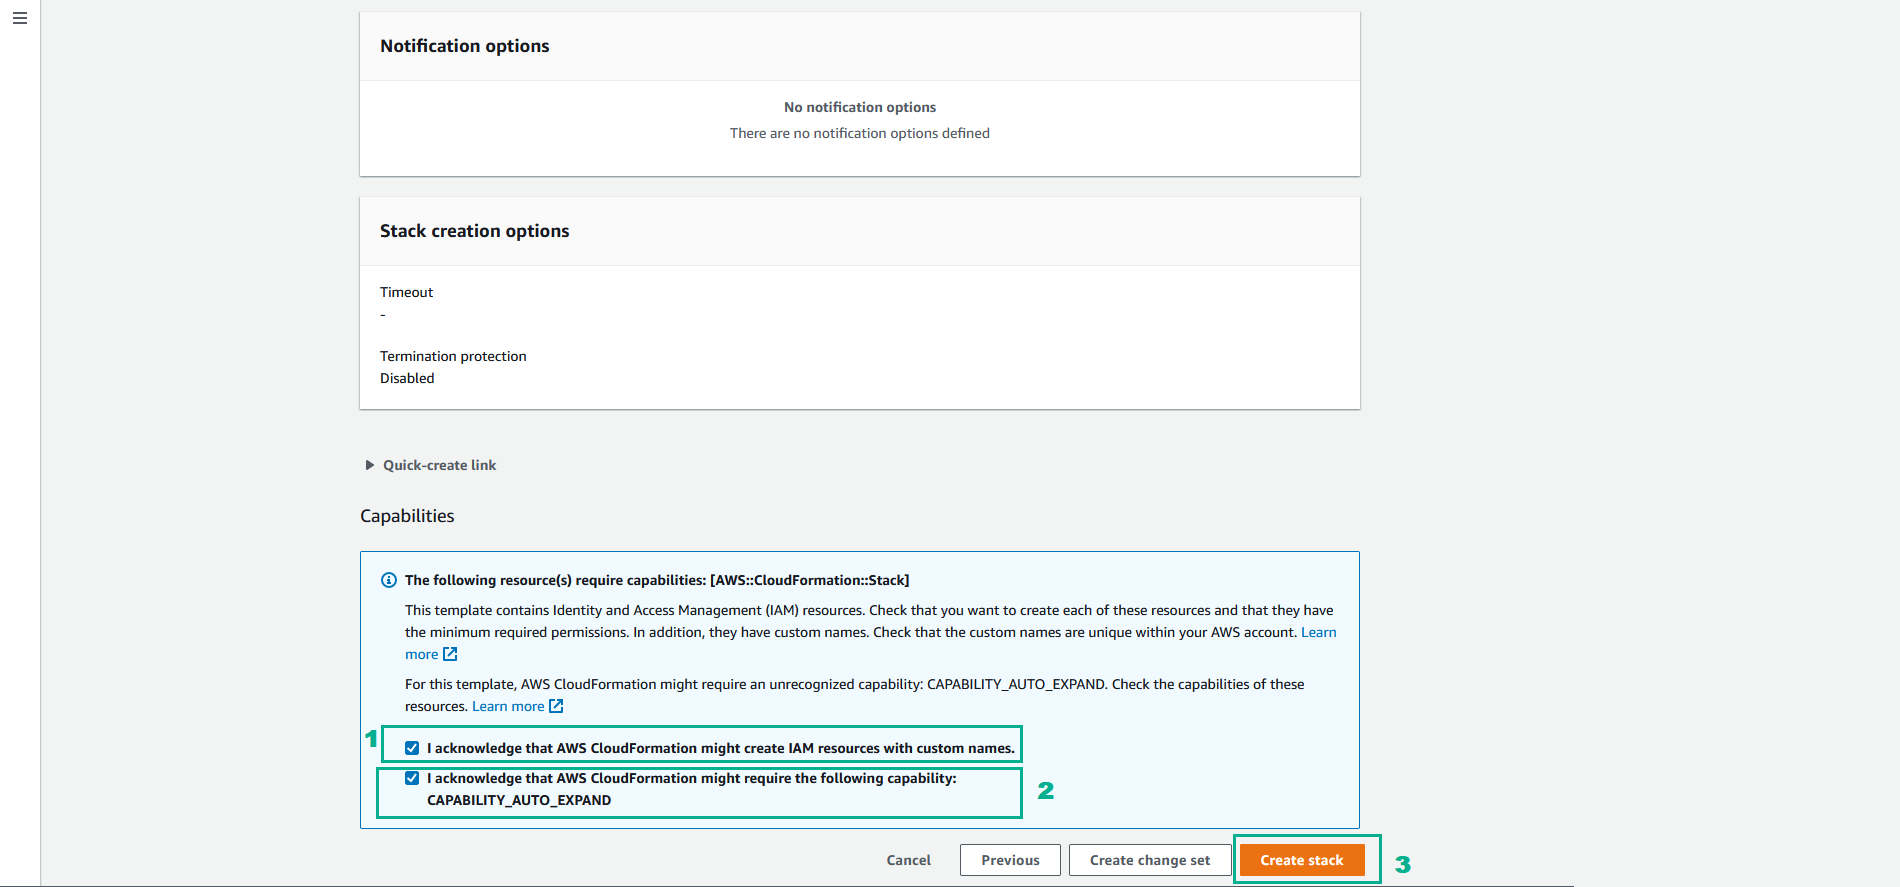 Notification options
No notification options
There are no notification options defined
Stack creation options
Timeout
-
Termination protection
Disabled
Quick-create link
Capabilities
The following resource(s) require capabilities: [AWS::CloudFormation::Stack]
This template contains Identity and Access Management (IAM) resources. Check that you want to create each of these resources and that they have
the minimum required permissions. In addition, they have custom names. Check that the custom names are unique within your AWS account. Learn
more
For this template, AWS CloudFormation might require an unrecognized capability: CAPABILITY_AUTO_EXPAND. Check the capabilities of these
resources. Learn more
1 I acknowledge that AWS CloudFormation might create IAM resources with custom names.
I acknowledge that AWS CloudFormation might require the following capability:
CAPABILITY_AUTO_EXPAND
2
Cancel Previous Create change set Create stack 3